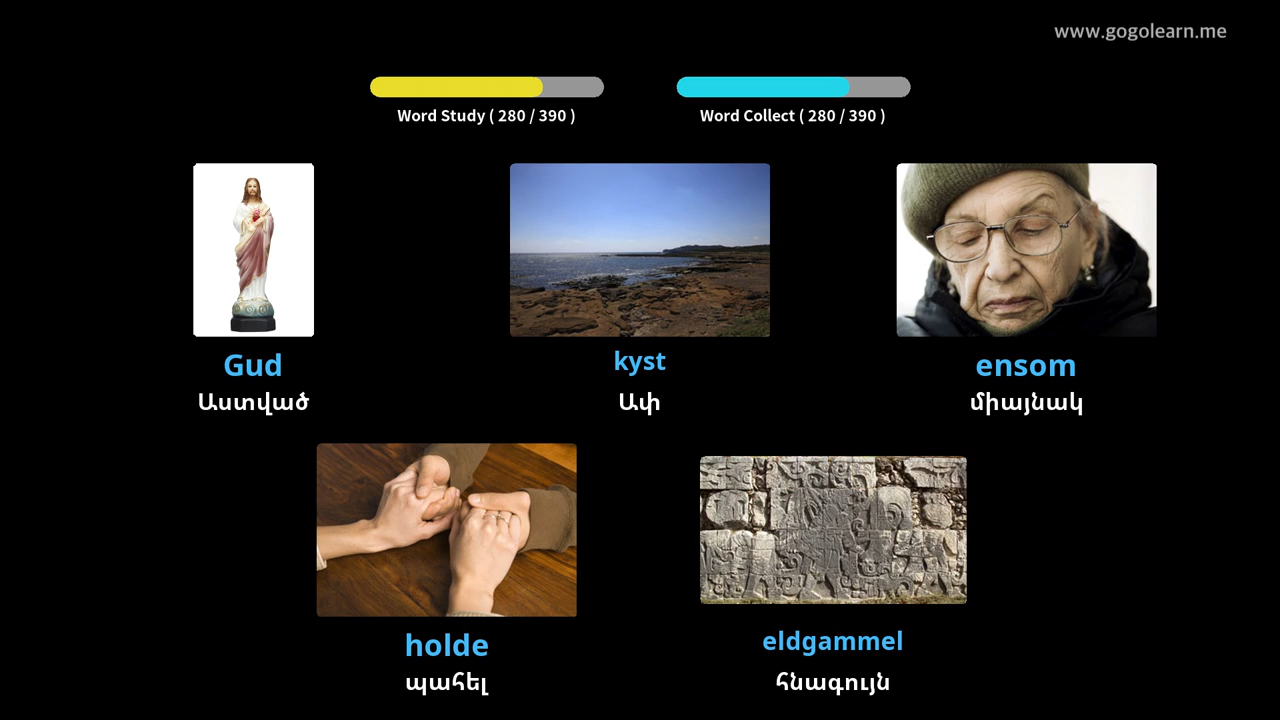 www.gogolearn.me
Word Study ( 280 / 390 )
Word Collect ( 280 / 390 )
Gud
Աստված
kyst
Ափ
ensom
միայնակ
holde
պահել
eldgammel
հնագույն